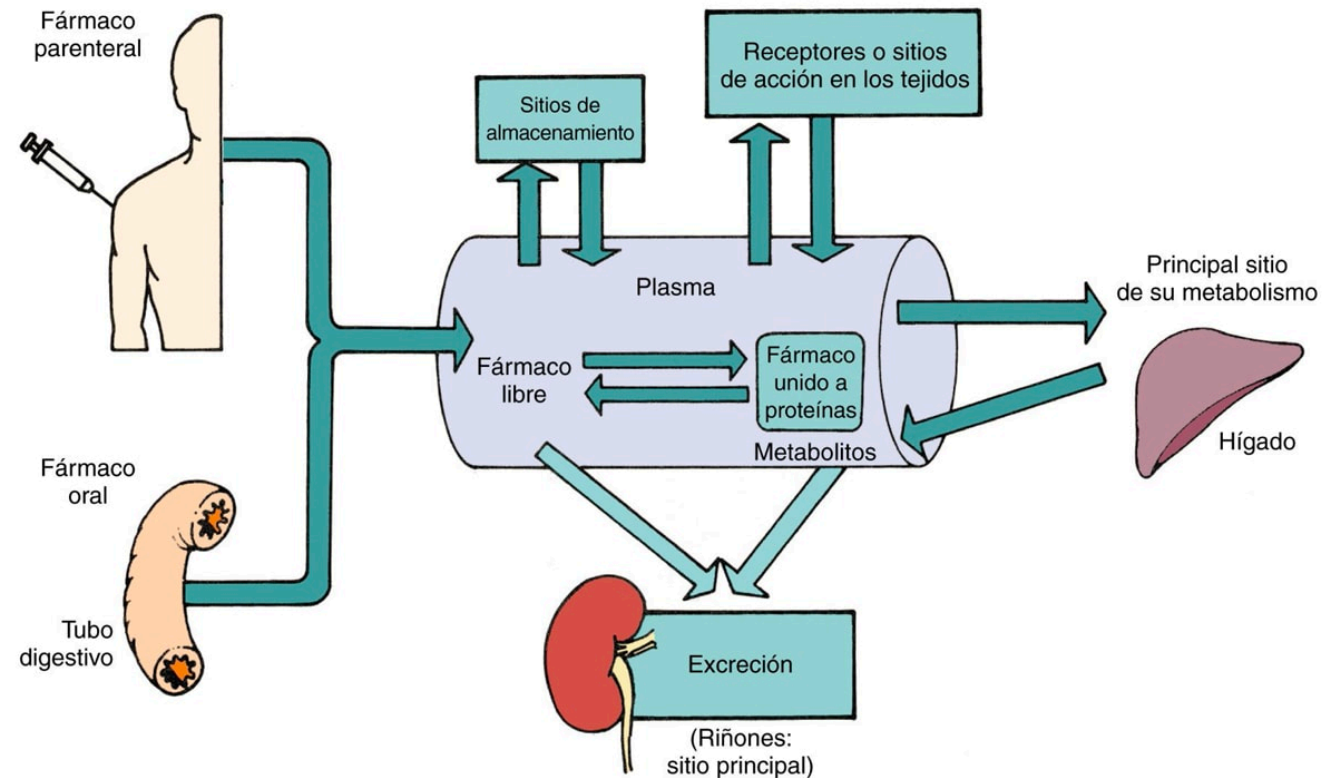 Fármaco
parenteral
Sitios de
almacenamiento
Receptores o sitios
de acción en los tejidos
Plasma
Fármaco
libre
Fármaco
unido a
proteínas
Metabolitos
Principal sitio
de su metabolismo
Hígado
Fármaco
oral
Tubo
digestivo
Excreción
(Riñones:
sitio principal)